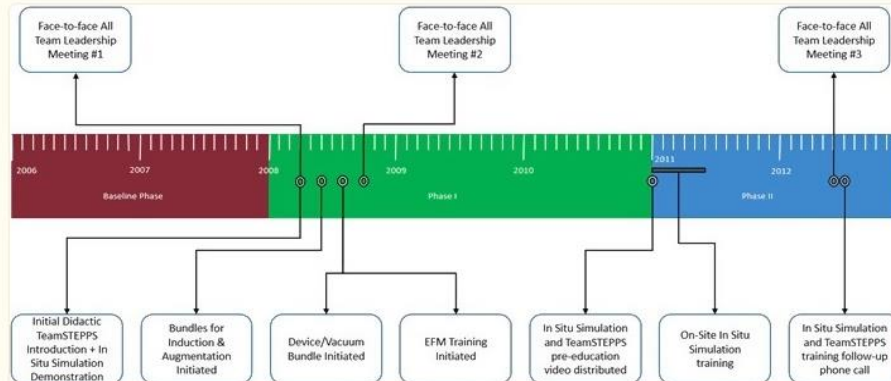 Face-to-face All
Team Leadership
Meeting #1
Face-to-face All
Team Leadership
Meeting #2
Face-to-face All
Team Leadership
Meeting #3
2006
2007
2008
2009
2010
2011
2012
Baseline Phase
Phase I
Phase II
Initial Didactic
TeamSTEPPS
Introduction + In
Situ Simulation
Demonstration
Bundles for
Induction &
Augmentation
Initiated
Device/Vacuum
Bundle Initiated
EFM Training
Initiated
In Situ Simulation
and TeamSTEPPS
pre-education
video distributed
On-Site In Situ
Simulation
training
In Situ Simulation
and TeamSTEPPS
training follow-up
phone call